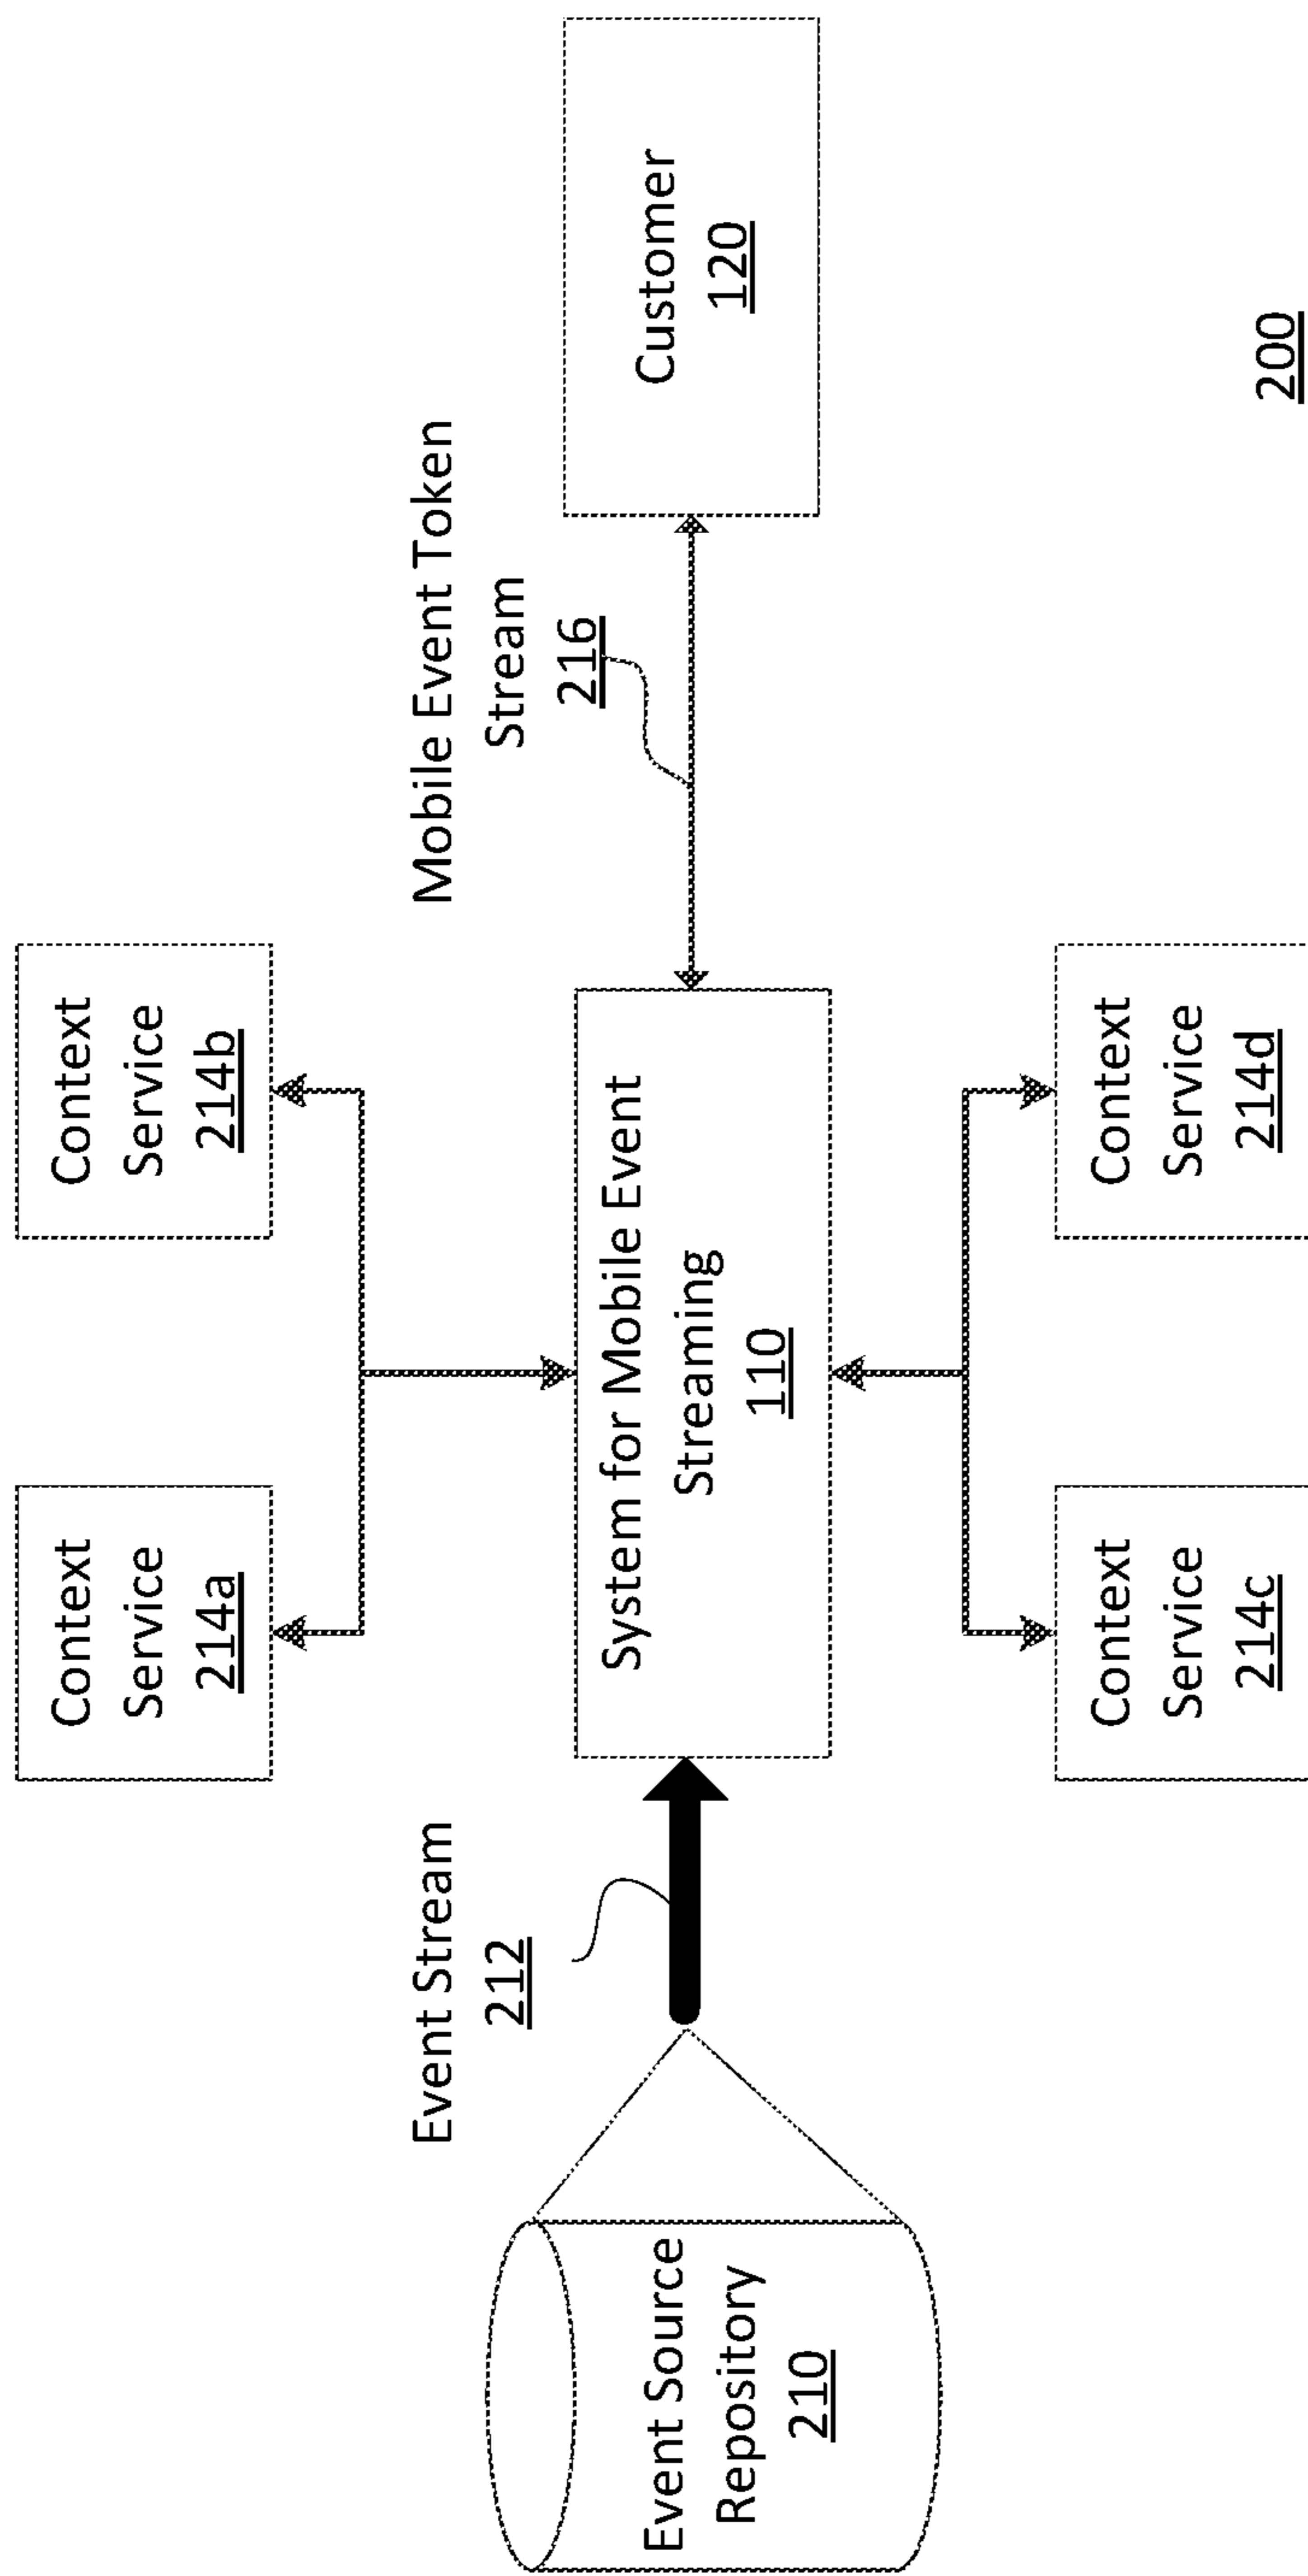 Context
Service
214a
Context
Service
214b
Event Stream
212
Mobile Event Token
Stream
216
Event Source
Repository
210
System for Mobile Event
Streaming
110
Customer
120
Context
Service
214c
Context
Service
214d
200